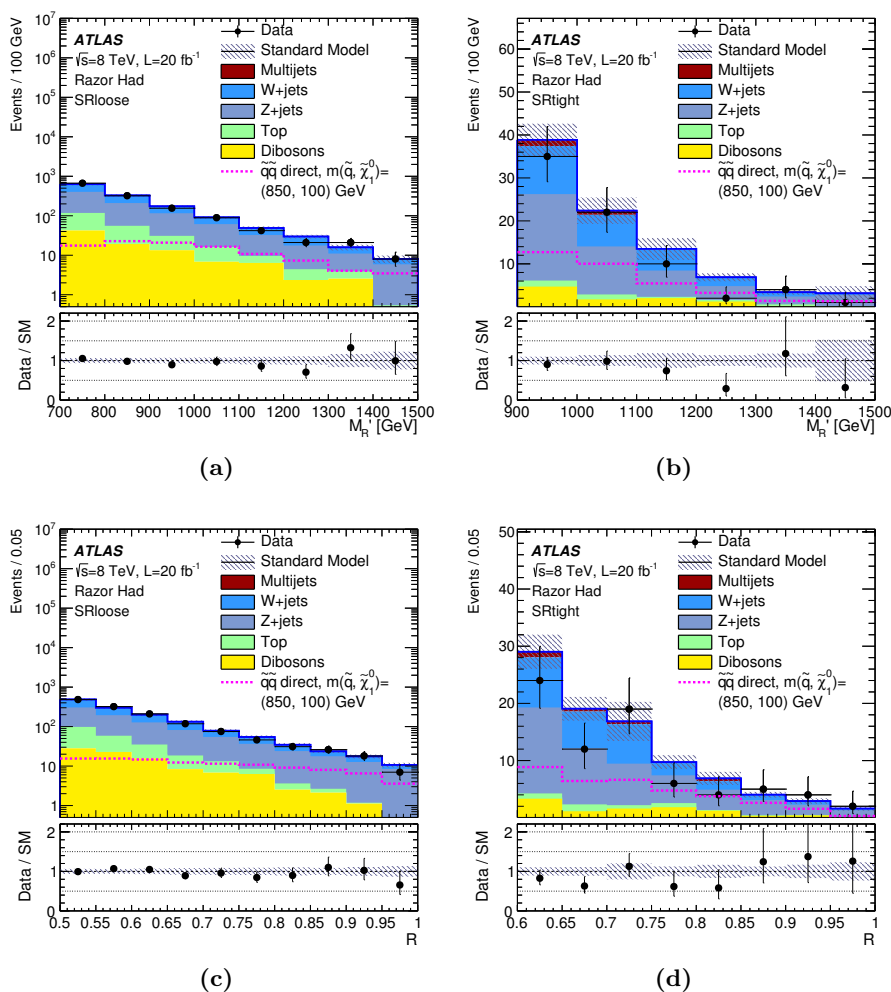 Events / 100 GeV
10⁷
10⁶
10⁵
10⁴
10³
10²
10
1
ATLAS
√s=8 TeV, L=20 fb⁻¹
Razor Had
SRloose
Data
Standard Model
Multijets
W+jets
Z+jets
Top
Dibosons
q̃q̃ direct, m(q̃, χ̃₁⁰)=
(850, 100) GeV
Data / SM
2
1
0
700 800 900 1000 1100 1200 1300 1400 1500
M_R' [GeV]
(a)
Events / 100 GeV
60
50
40
30
20
10
ATLAS
√s=8 TeV, L=20 fb⁻¹
Razor Had
SRtight
Data
Standard Model
Multijets
W+jets
Z+jets
Top
Dibosons
q̃q̃ direct, m(q̃, χ̃₁⁰)=
(850, 100) GeV
Data / SM
2
1
0
900 1000 1100 1200 1300 1400 1500
M_R' [GeV]
(b)
Events / 0.05
10⁷
10⁶
10⁵
10⁴
10³
10²
10
1
ATLAS
√s=8 TeV, L=20 fb⁻¹
Razor Had
SRloose
Data
Standard Model
Multijets
W+jets
Z+jets
Top
Dibosons
q̃q̃ direct, m(q̃, χ̃₁⁰)=
(850, 100) GeV
Data / SM
2
1
0
0.5 0.55 0.6 0.65 0.7 0.75 0.8 0.85 0.9 0.95 1
R
(c)
Events / 0.05
50
40
30
20
10
ATLAS
√s=8 TeV, L=20 fb⁻¹
Razor Had
SRtight
Data
Standard Model
Multijets
W+jets
Z+jets
Top
Dibosons
q̃q̃ direct, m(q̃, χ̃₁⁰)=
(850, 100) GeV
Data / SM
2
1
0
0.6 0.65 0.7 0.75 0.8 0.85 0.9 0.95 1
R
(d)